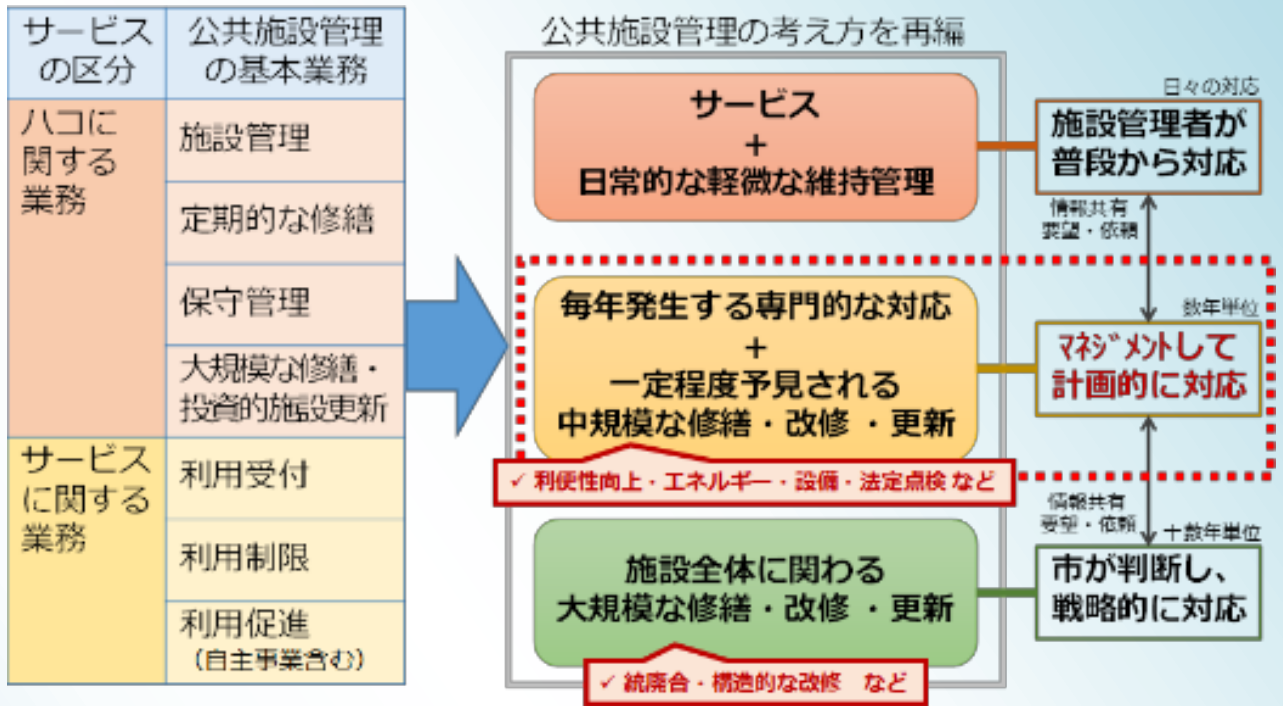 サービス
の区分
公共施設管理
の基本業務
ハコに
関する
業務
施設管理
定期的な修繕
保守管理
大規模な修繕・
投資的施設更新
サービス
に関する
業務
利用受付
利用制限
利用促進
（自主事業含む）
公共施設管理の考え方を再編
サービス
+
日常的な軽微な維持管理
毎年発生する専門的な対応
+
一定程度予見される
中規模な修繕・改修・更新
✓ 利便性向上・エネルギー・設備・法定点検 など
施設全体に関わる
大規模な修繕・改修・更新
✓ 統廃合・構造的な改修 など
日々の対応
施設管理者が
普段から対応
情報共有
要望・依頼
数年単位
ﾏﾈｼﾞﾒﾝﾄして
計画的に対応
情報共有
要望・依頼
十数年単位
市が判断し、
戦略的に対応